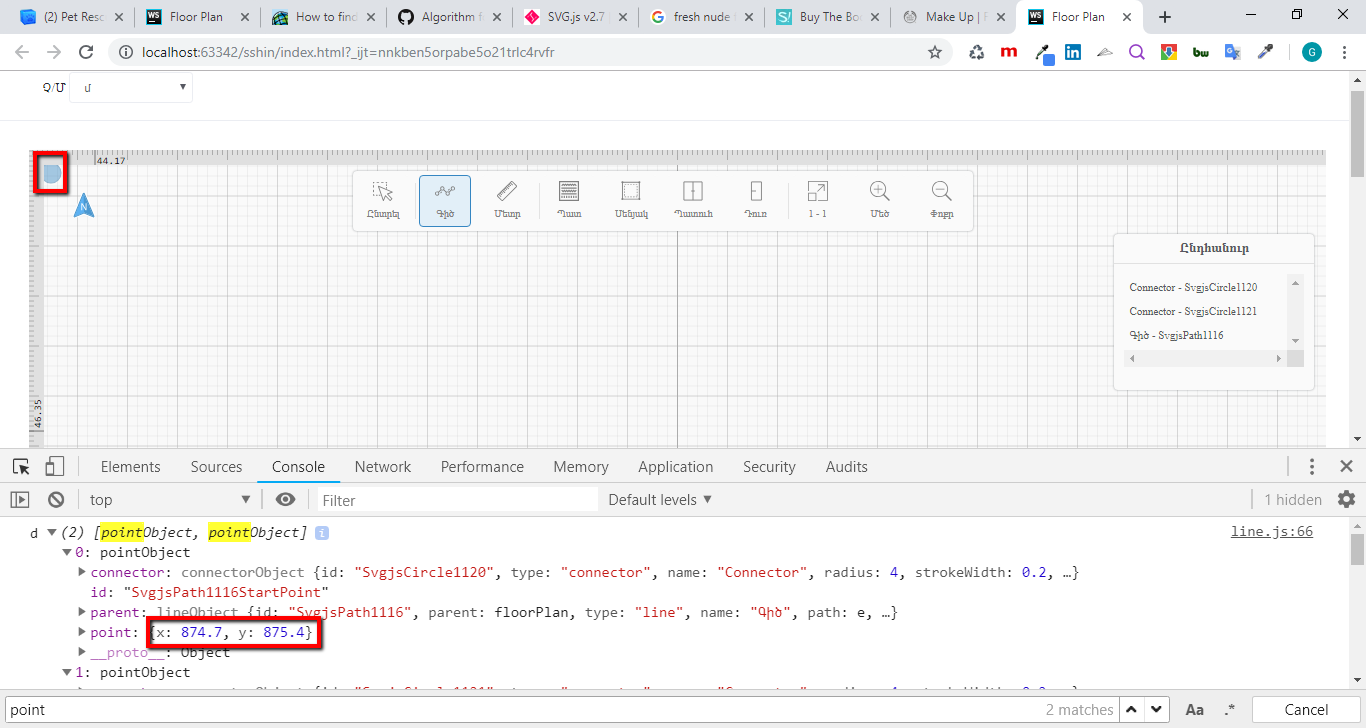 (2) Pet Resc
Floor Plan
How to find
Algorithm f
SVG.js v2.7
fresh nude
Buy The Bo
Make Up | F
Floor Plan
localhost:63342/sshin/index.html?_ijt=nnkben5orpabe5o21trlc4rvfr
G
Չ/Մ մ
44.17
N
Ընտրել Գիծ Մետր Պատ Սենյակ Պատուհ Դուռ 1 - 1 Մեծ Փոքր
Ընդհանուր
Connector - SvgjsCircle1120
Connector - SvgjsCircle1121
Գիծ - SvgjsPath1116
46.35
Elements Sources Console Network Performance Memory Application Security Audits
top Filter Default levels 1 hidden
d (2) [pointObject, pointObject] line.js:66
0: pointObject
connector: connectorObject {id: "SvgjsCircle1120", type: "connector", name: "Connector", radius: 4, strokeWidth: 0.2, …}
id: "SvgjsPath1116StartPoint"
parent: lineObject {id: "SvgjsPath1116", parent: floorPlan, type: "line", name: "Գիծ", path: e, …}
point: {x: 874.7, y: 875.4}
__proto__: Object
1: pointObject
point 2 matches Aa .* Cancel